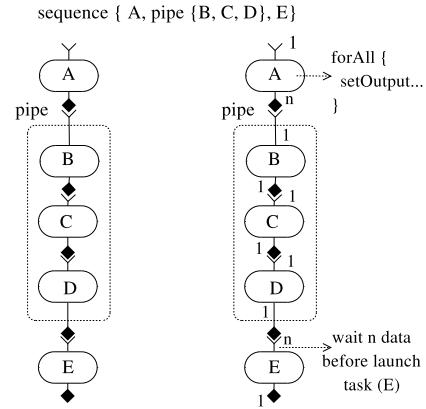 sequence { A, pipe {B, C, D}, E}
A
pipe
B
C
D
E
1
A
n
forAll {
setOutput...
}
pipe
1
B
1
1
C
1
1
D
1
n
wait n data
before launch
task (E)
E
1